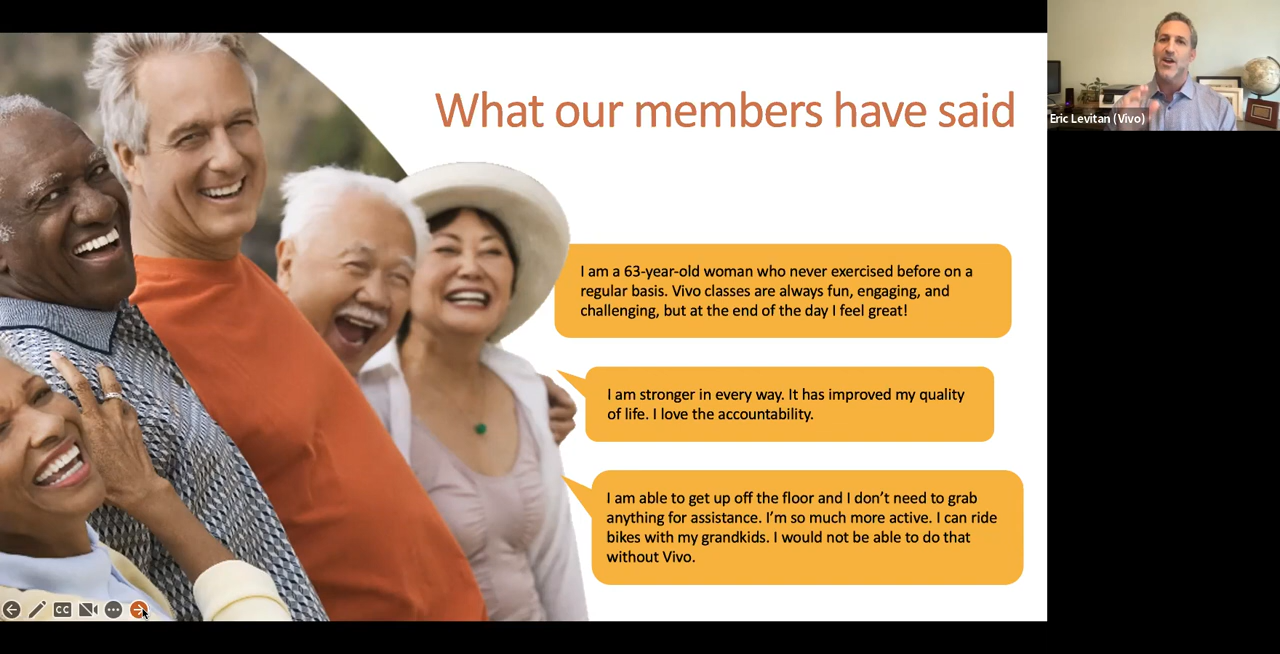 What our members have said
Eric Levitan (Vivo)
I am a 63-year-old woman who never exercised before on a
regular basis. Vivo classes are always fun, engaging, and
challenging, but at the end of the day I feel great!
I am stronger in every way. It has improved my quality
of life. I love the accountability.
I am able to get up off the floor and I don’t need to grab
anything for assistance. I’m so much more active. I can ride
bikes with my grandkids. I would not be able to do that
without Vivo.
CC